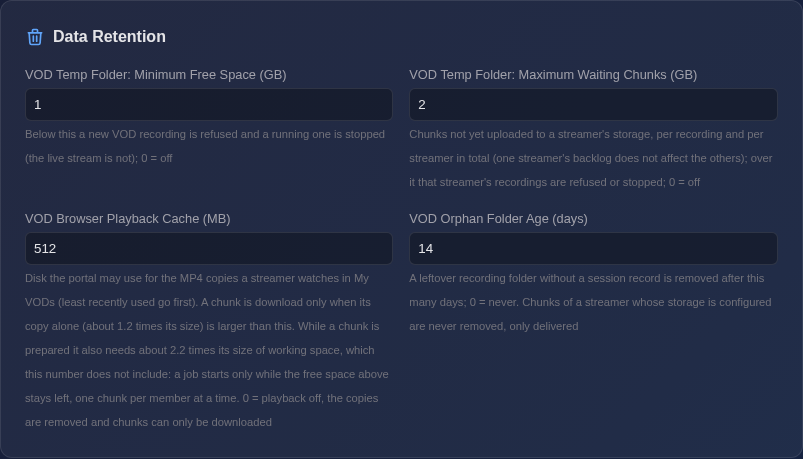 Data Retention
VOD Temp Folder: Minimum Free Space (GB)
1
Below this a new VOD recording is refused and a running one is stopped
(the live stream is not); 0 = off
VOD Temp Folder: Maximum Waiting Chunks (GB)
2
Chunks not yet uploaded to a streamer's storage, per recording and per
streamer in total (one streamer's backlog does not affect the others); over
it that streamer's recordings are refused or stopped; 0 = off
VOD Browser Playback Cache (MB)
512
Disk the portal may use for the MP4 copies a streamer watches in My
VODs (least recently used go first). A chunk is download only when its
copy alone (about 1.2 times its size) is larger than this. While a chunk is
prepared it also needs about 2.2 times its size of working space, which
this number does not include: a job starts only while the free space above
stays left, one chunk per member at a time. 0 = playback off, the copies
are removed and chunks can only be downloaded
VOD Orphan Folder Age (days)
14
A leftover recording folder without a session record is removed after this
many days; 0 = never. Chunks of a streamer whose storage is configured
are never removed, only delivered